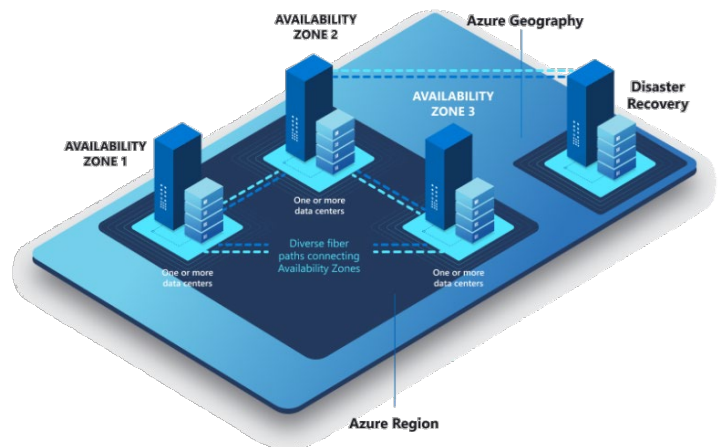 AVAILABILITY
ZONE 2
Azure Geography
Disaster
Recovery
AVAILABILITY
ZONE 3
AVAILABILITY
ZONE 1
One or more
data centers
Diverse fiber
paths connecting
Availability Zones
One or more
data centers
One or more
data centers
Azure Region